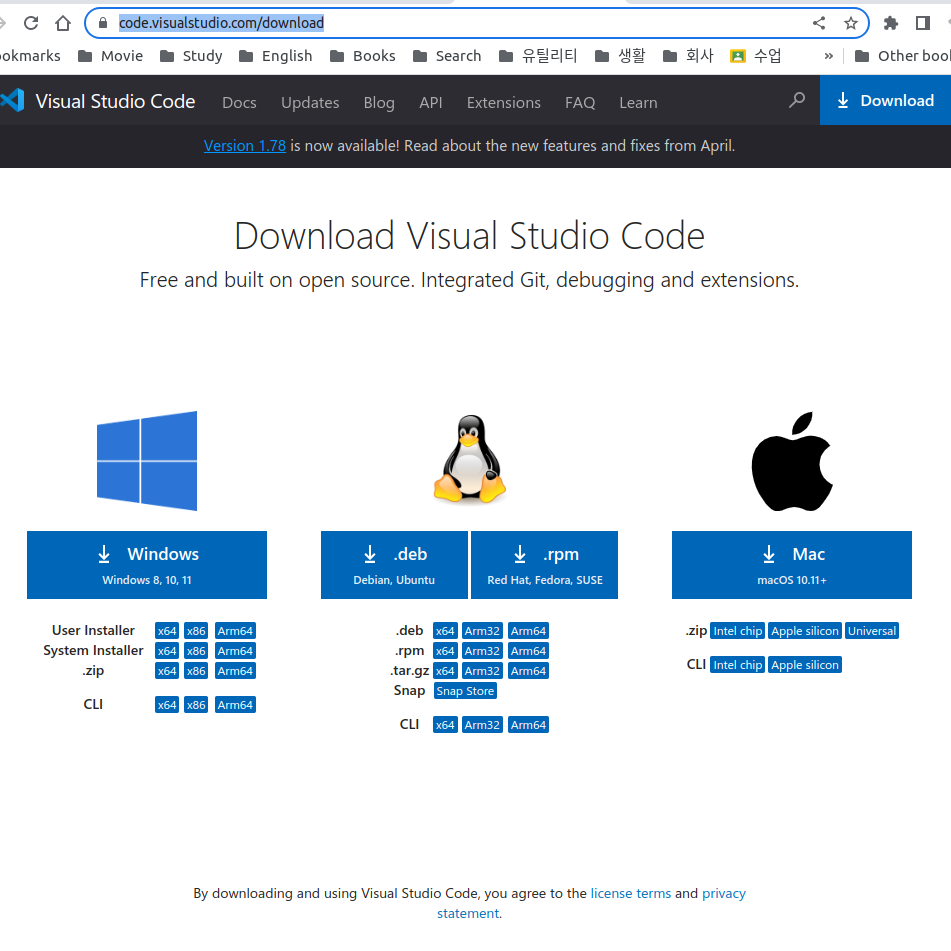 code.visualstudio.com/download
ookmarks Movie Study English Books Search 유틸리티 생활 회사 수업 » Other bool
Visual Studio Code Docs Updates Blog API Extensions FAQ Learn Download
Version 1.78 is now available! Read about the new features and fixes from April.
Download Visual Studio Code
Free and built on open source. Integrated Git, debugging and extensions.
Windows
Windows 8, 10, 11
User Installer x64 x86 Arm64
System Installer x64 x86 Arm64
.zip x64 x86 Arm64
CLI x64 x86 Arm64
.deb
Debian, Ubuntu
.rpm
Red Hat, Fedora, SUSE
.deb x64 Arm32 Arm64
.rpm x64 Arm32 Arm64
.tar.gz x64 Arm32 Arm64
Snap Snap Store
CLI x64 Arm32 Arm64
Mac
macOS 10.11+
.zip Intel chip Apple silicon Universal
CLI Intel chip Apple silicon
By downloading and using Visual Studio Code, you agree to the license terms and privacy
statement.